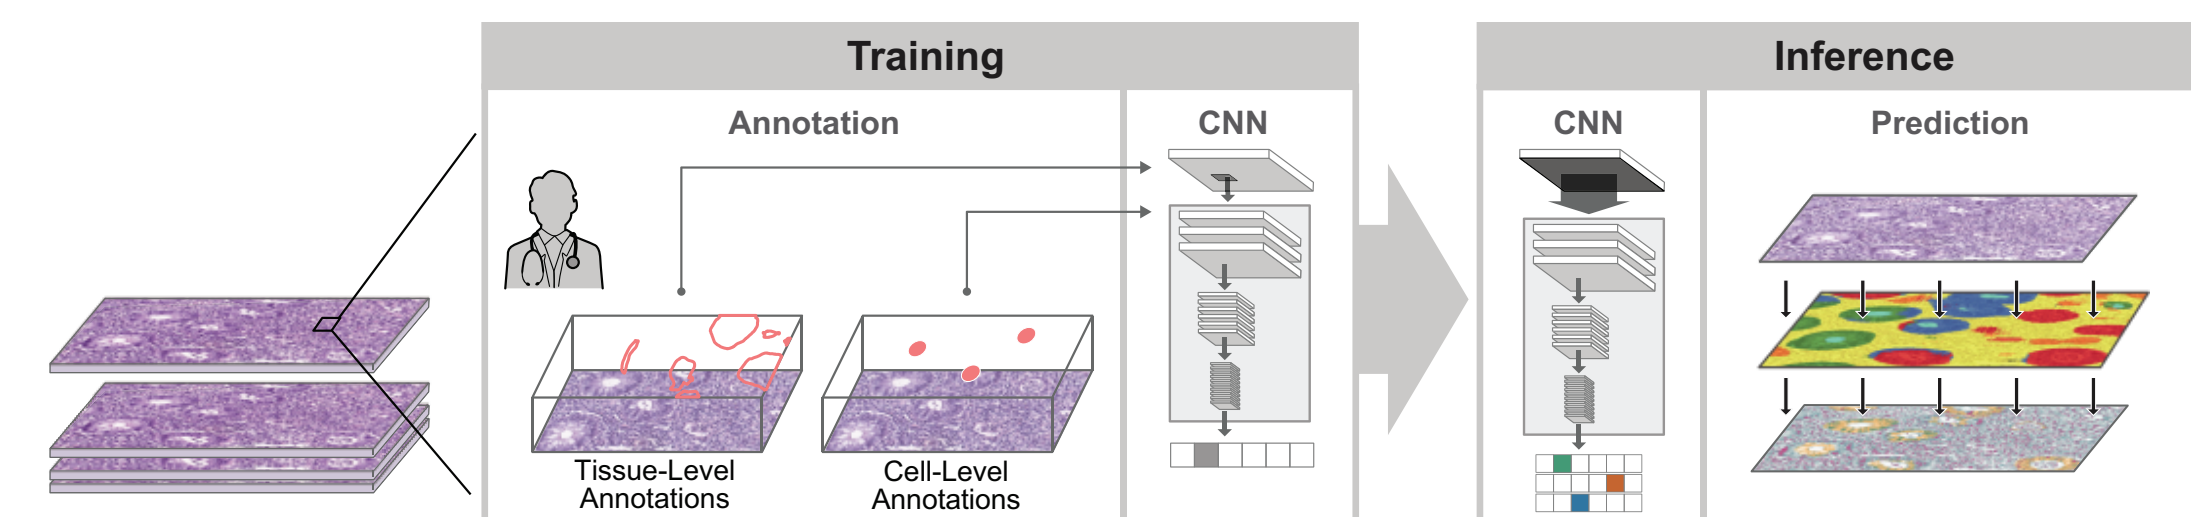 Training
Inference
Annotation
CNN
CNN
Prediction
Tissue-Level
Annotations
Cell-Level
Annotations